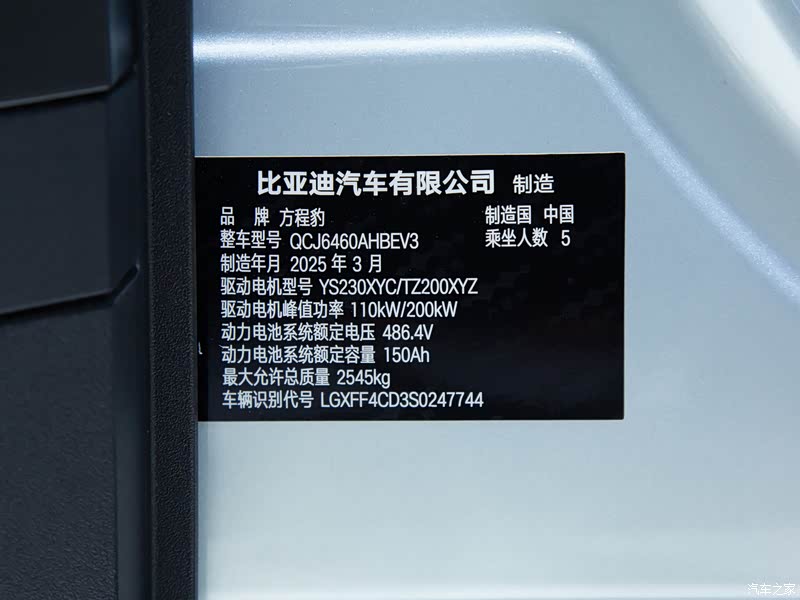 比亚迪汽车有限公司 制造
品 牌 方程豹 制造国 中国
整车型号 QCJ6460AHBEV3 乘坐人数 5
制造年月 2025 年 3 月
驱动电机型号 YS230XYC/TZ200XYZ
驱动电机峰值功率 110kW/200kW
动力电池系统额定电压 486.4V
动力电池系统额定容量 150Ah
最大允许总质量 2545kg
车辆识别代号 LGXFF4CD3S0247744
汽车之家